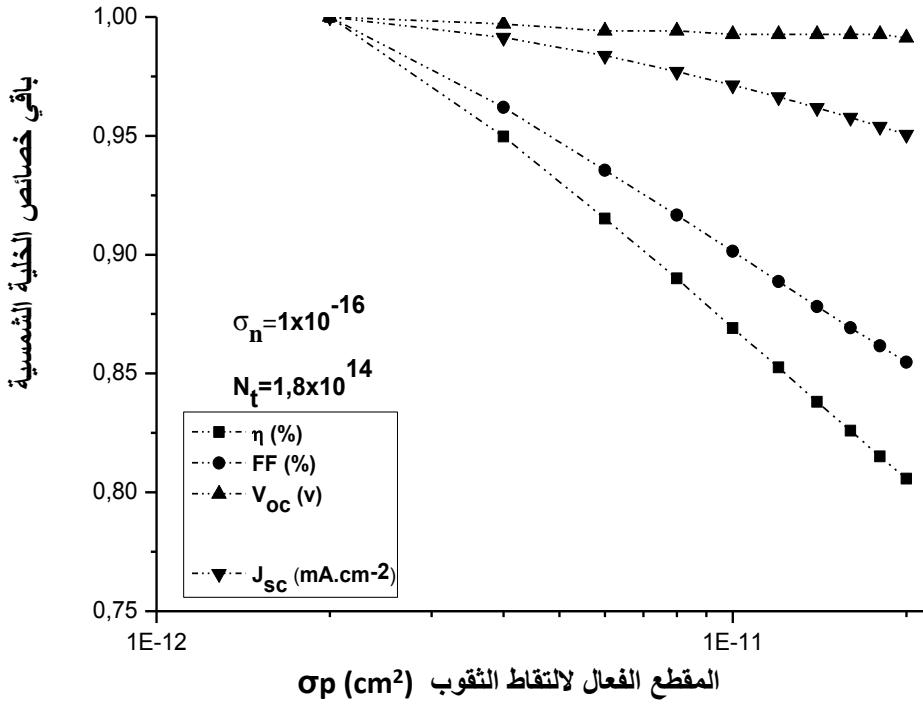 باقي خصائص الخلية الشمسية
1,00
0,95
0,90
0,85
0,80
0,75
σn=1x10-16
Nt=1,8x1014
η (%)
FF (%)
Voc (v)
Jsc (mA.cm-2)
1E-12
1E-11
المقطع الفعال لالتقاط الثقوب σp (cm²)